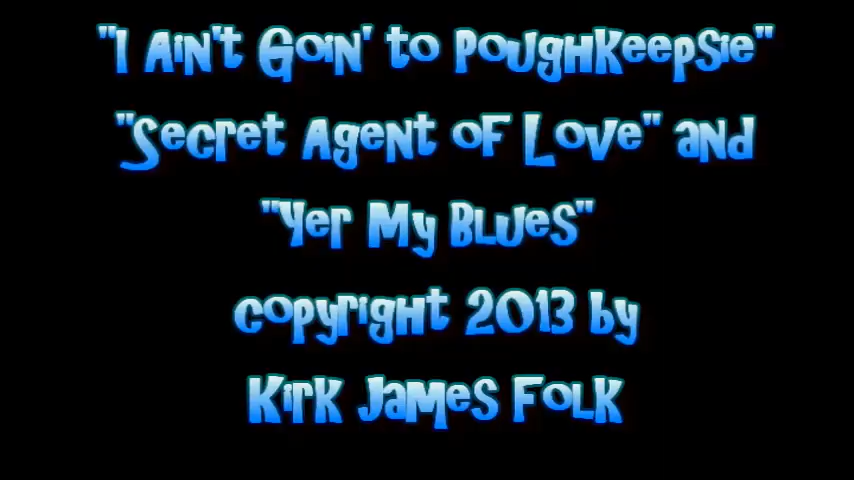 "I Ain't Goin' to Poughkeepsie"
"Secret Agent of Love" and
"Yer My Blues"
copyright 2013 by
Kirk James Folk